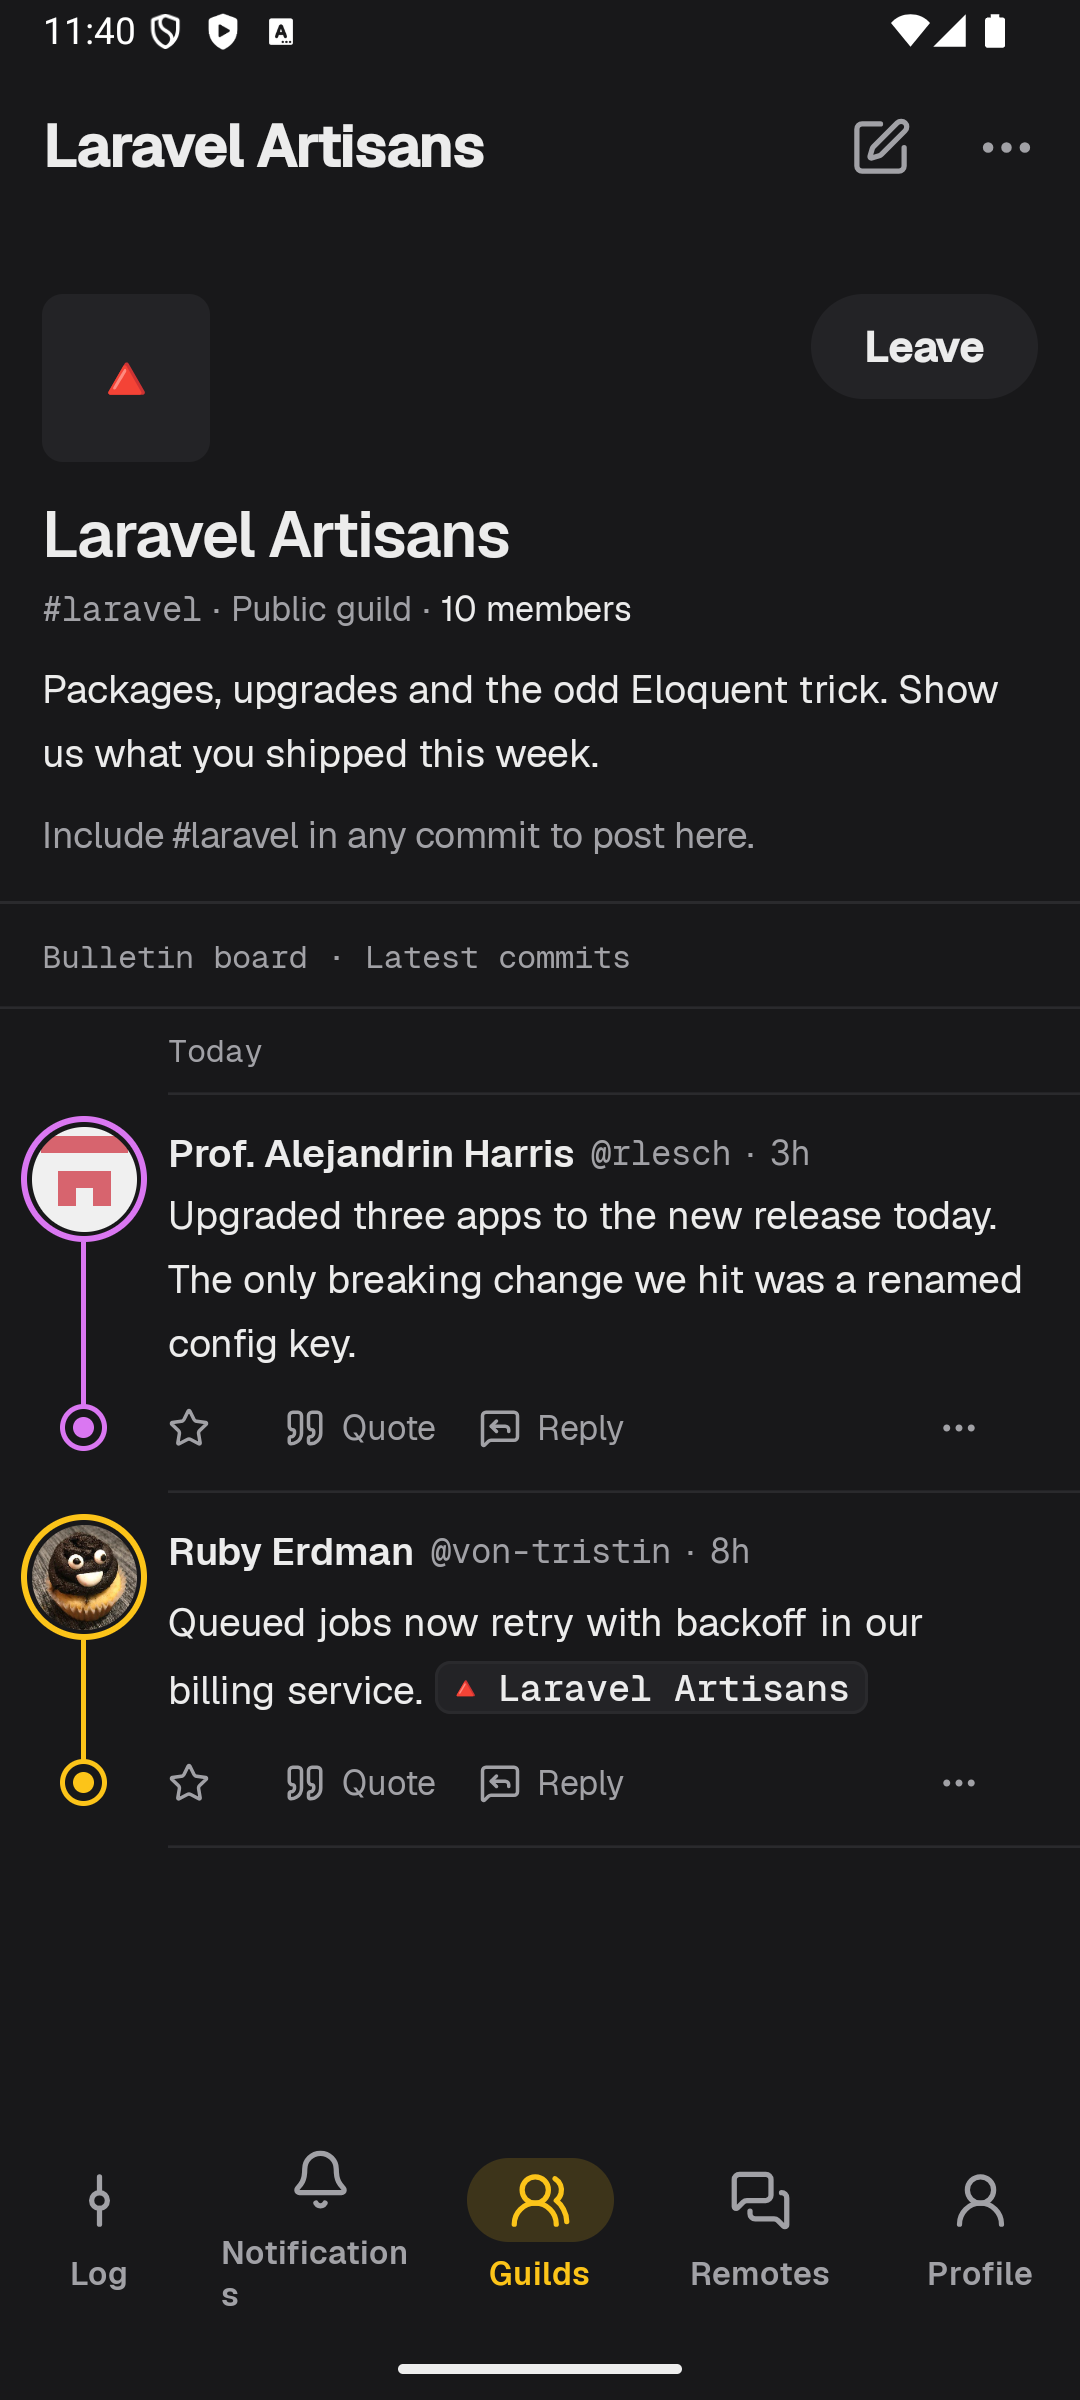 11:40
Laravel Artisans
Leave
Laravel Artisans
#laravel · Public guild · 10 members
Packages, upgrades and the odd Eloquent trick. Show
us what you shipped this week.
Include #laravel in any commit to post here.
Bulletin board · Latest commits
Today
Prof. Alejandrin Harris @rlesch · 3h
Upgraded three apps to the new release today.
The only breaking change we hit was a renamed
config key.
Quote Reply
Ruby Erdman @von-tristin · 8h
Queued jobs now retry with backoff in our
billing service. 🔺 Laravel Artisans
Quote Reply
Log
Notification
s
Guilds
Remotes
Profile